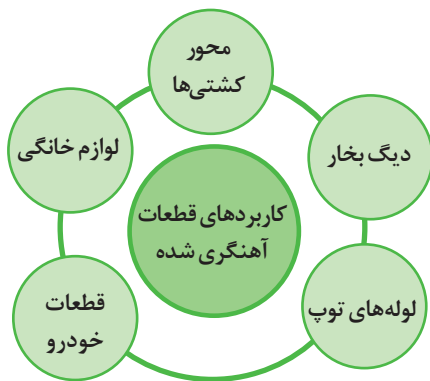 محور
کشتی‌ها
دیگ بخار
لوله‌های توپ
قطعات
خودرو
لوازم خانگی
کاربردهای قطعات
آهنگری شده